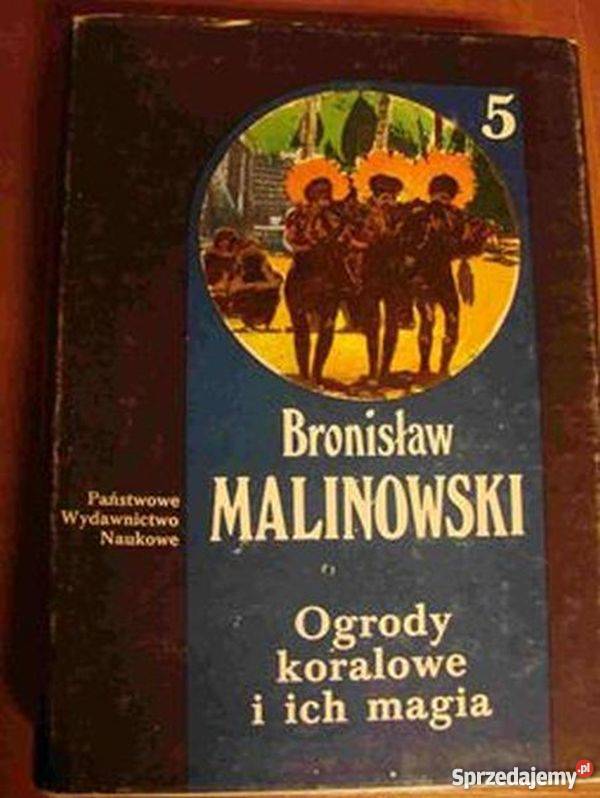 5
Bronisław
MALINOWSKI
Państwowe
Wydawnictwo
Naukowe
Ogrody
koralowe
i ich magia
Sprzedajemy.pl